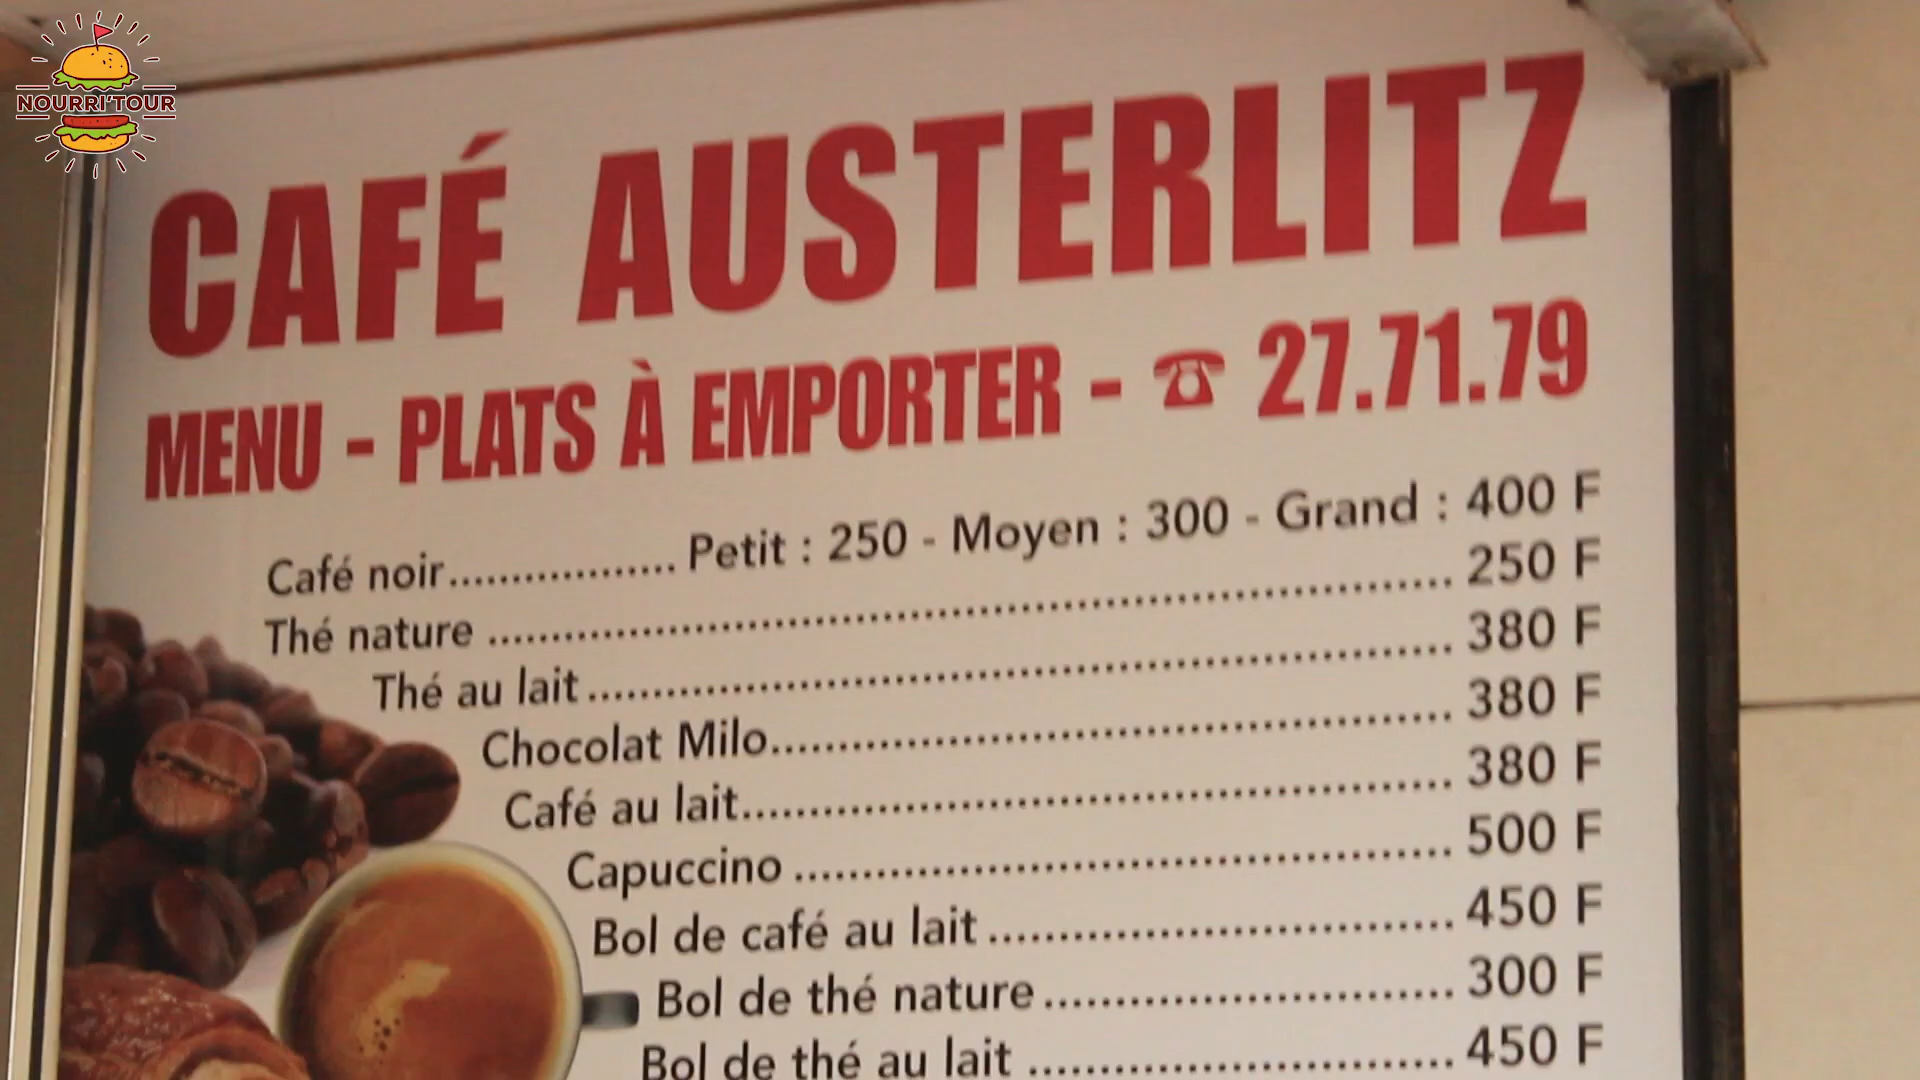 NOURRI'TOUR
CAFÉ AUSTERLITZ
MENU - PLATS À EMPORTER - ☎ 27.71.79
Café noir.................. Petit : 250 - Moyen : 300 - Grand : 400 F
Thé nature ........................ 250 F
Thé au lait........................ 380 F
Chocolat Milo........................ 380 F
Café au lait........................ 380 F
Capuccino ........................ 500 F
Bol de café au lait ........................ 450 F
Bol de thé nature ........................ 300 F
Bol de thé au lait ........................ 450 F